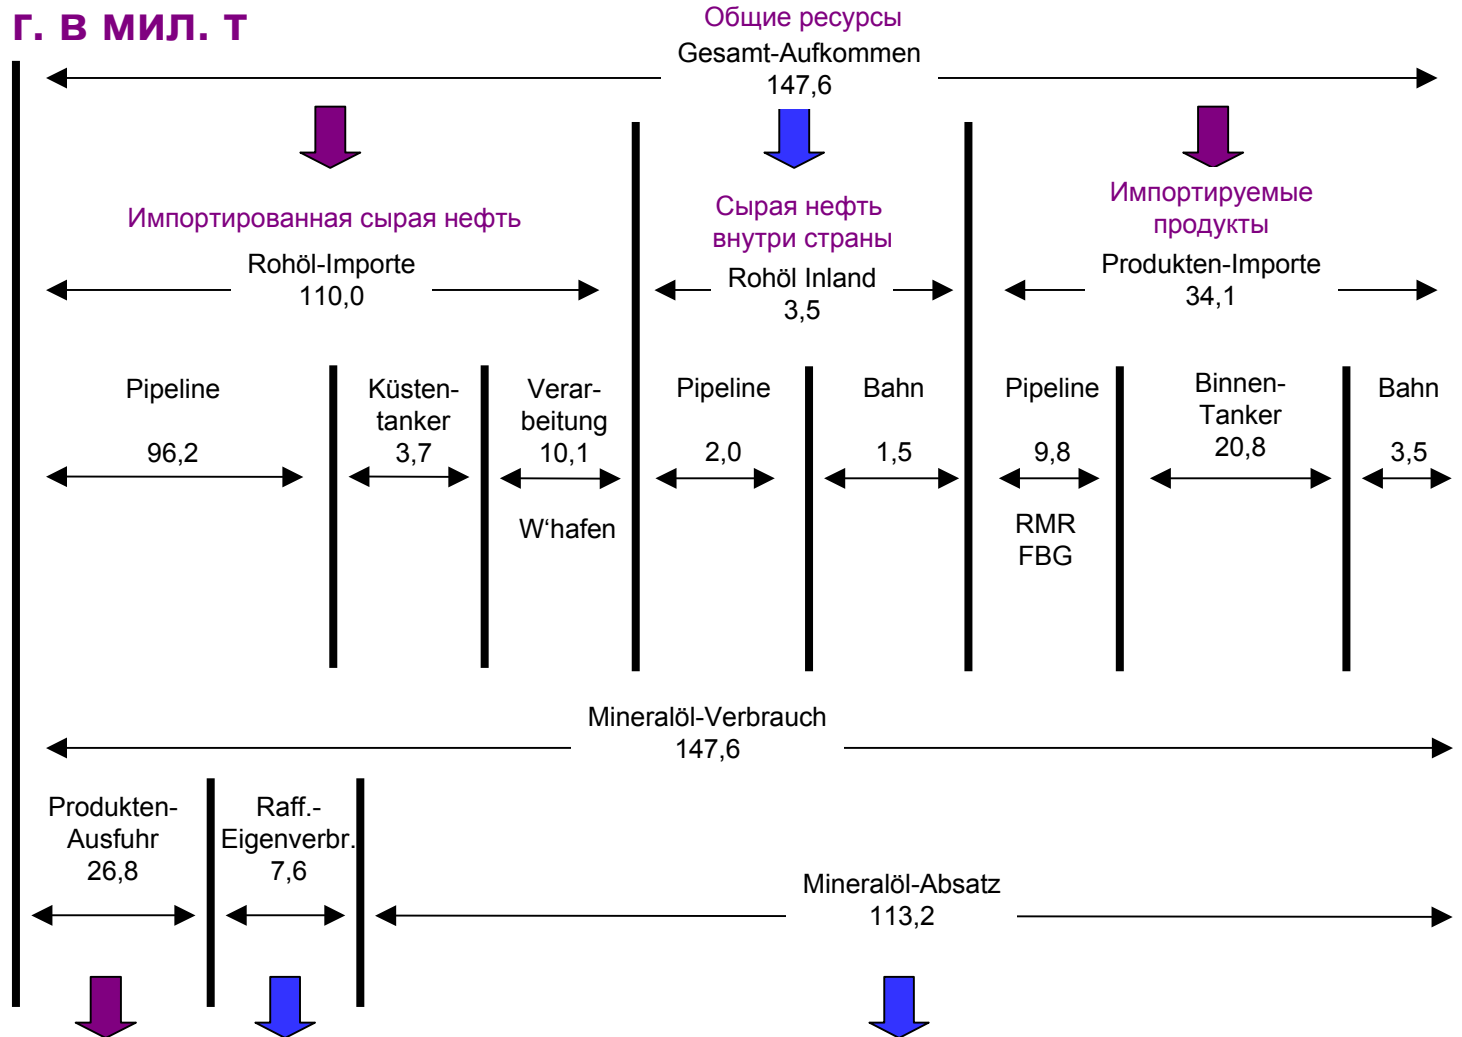 г. в мил. т
Общие ресурсы
Gesamt-Aufkommen
147,6
Импортированная сырая нефть
Rohöl-Importe
110,0
Сырая нефть
внутри страны
Rohöl Inland
3,5
Импортируемые
продукты
Produkten-Importe
34,1
Pipeline
96,2
Küsten-
tanker
3,7
Verar-
beitung
10,1
W‘hafen
Pipeline
2,0
Bahn
1,5
Pipeline
9,8
RMR
FBG
Binnen-
Tanker
20,8
Bahn
3,5
Mineralöl-Verbrauch
147,6
Produkten-
Ausfuhr
26,8
Raff.-
Eigenverbr.
7,6
Mineralöl-Absatz
113,2